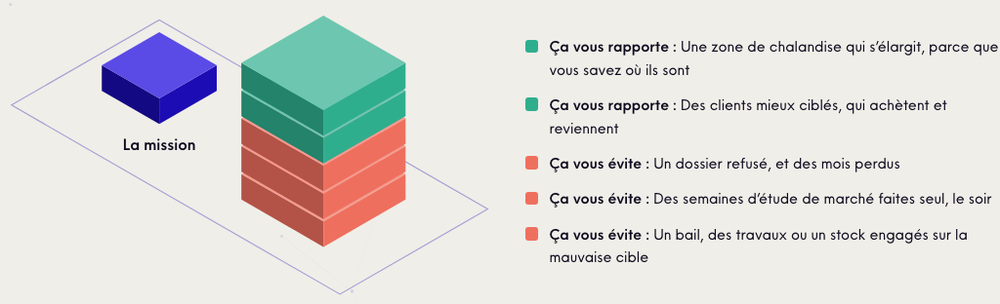 La mission
Ça vous rapporte : Une zone de chalandise qui s’élargit, parce que
vous savez où ils sont
Ça vous rapporte : Des clients mieux ciblés, qui achètent et
reviennent
Ça vous évite : Un dossier refusé, et des mois perdus
Ça vous évite : Des semaines d’étude de marché faites seul, le soir
Ça vous évite : Un bail, des travaux ou un stock engagés sur la
mauvaise cible